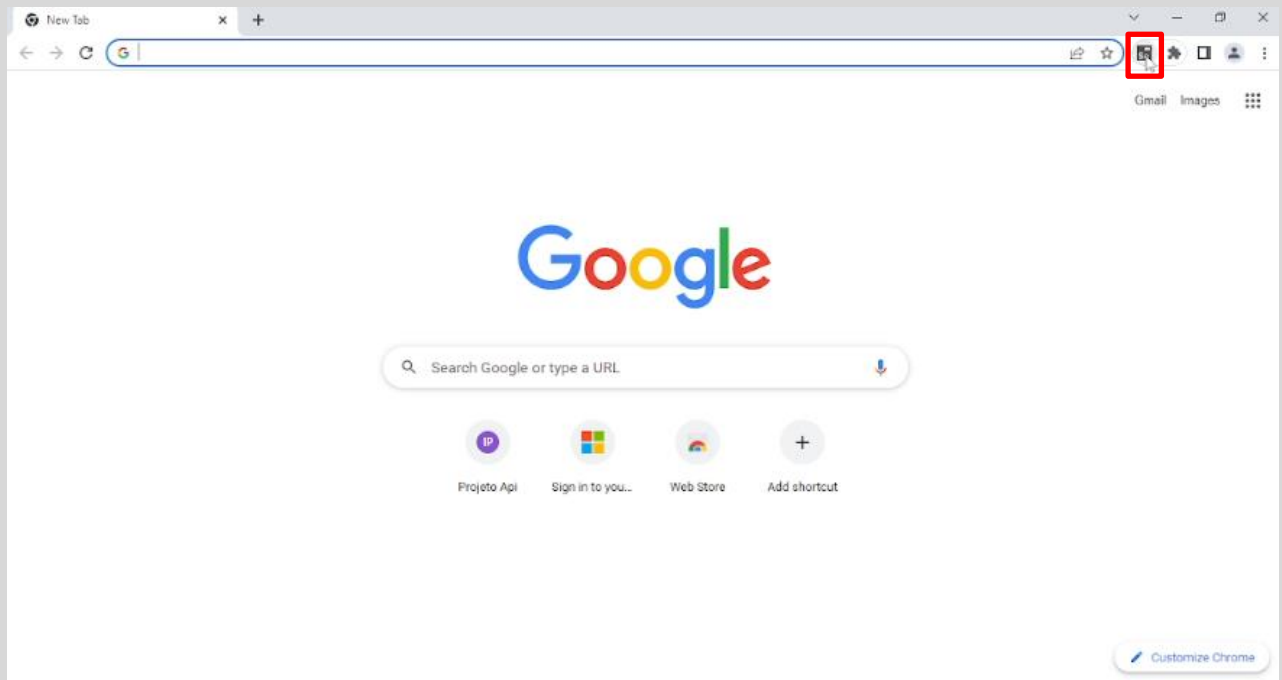 New Tab
G
Gmail Images
Google
Search Google or type a URL
IP
Projeto Api Sign in to you... Web Store Add shortcut
Customize Chrome